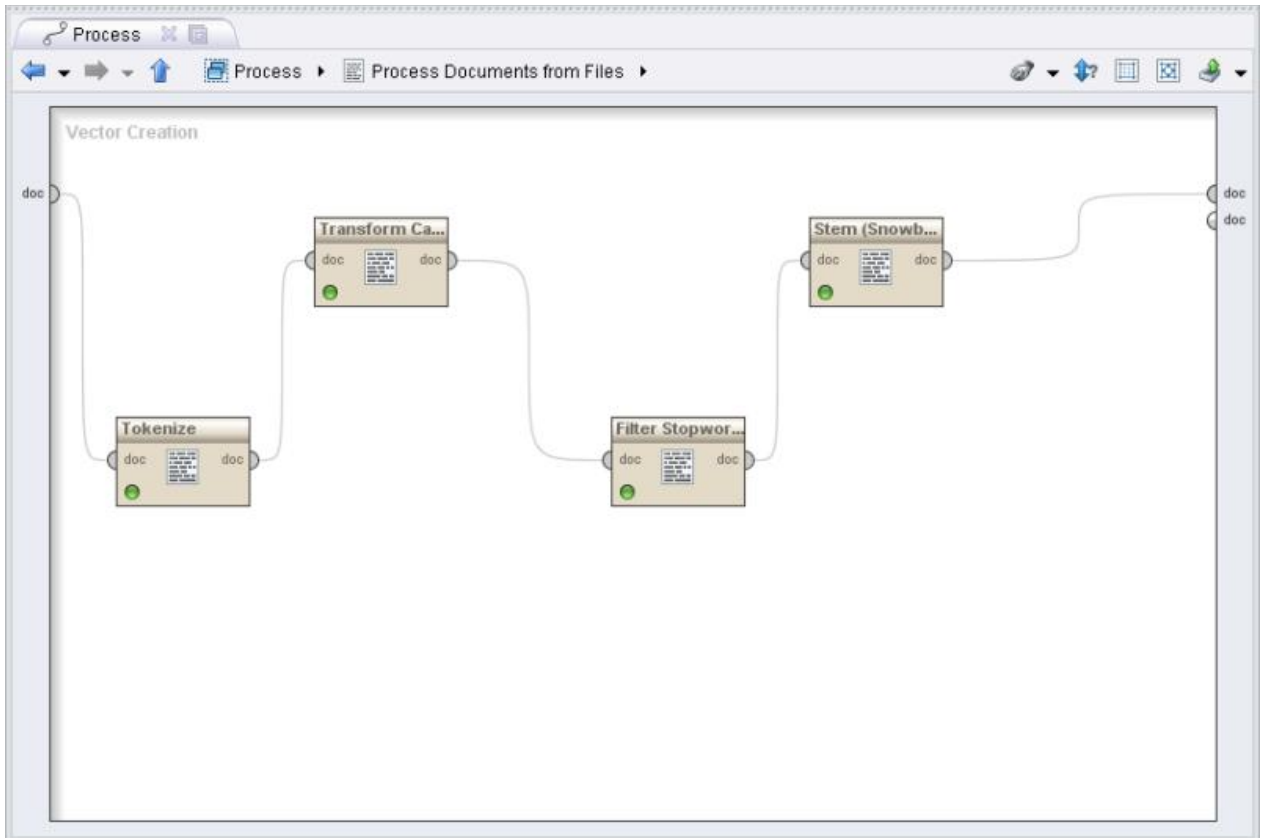 Process
Process Process Documents from Files
Vector Creation
doc doc
doc
Transform Ca...
doc doc
Stem (Snowb...
doc doc
Tokenize
doc doc
Filter Stopwor...
doc doc